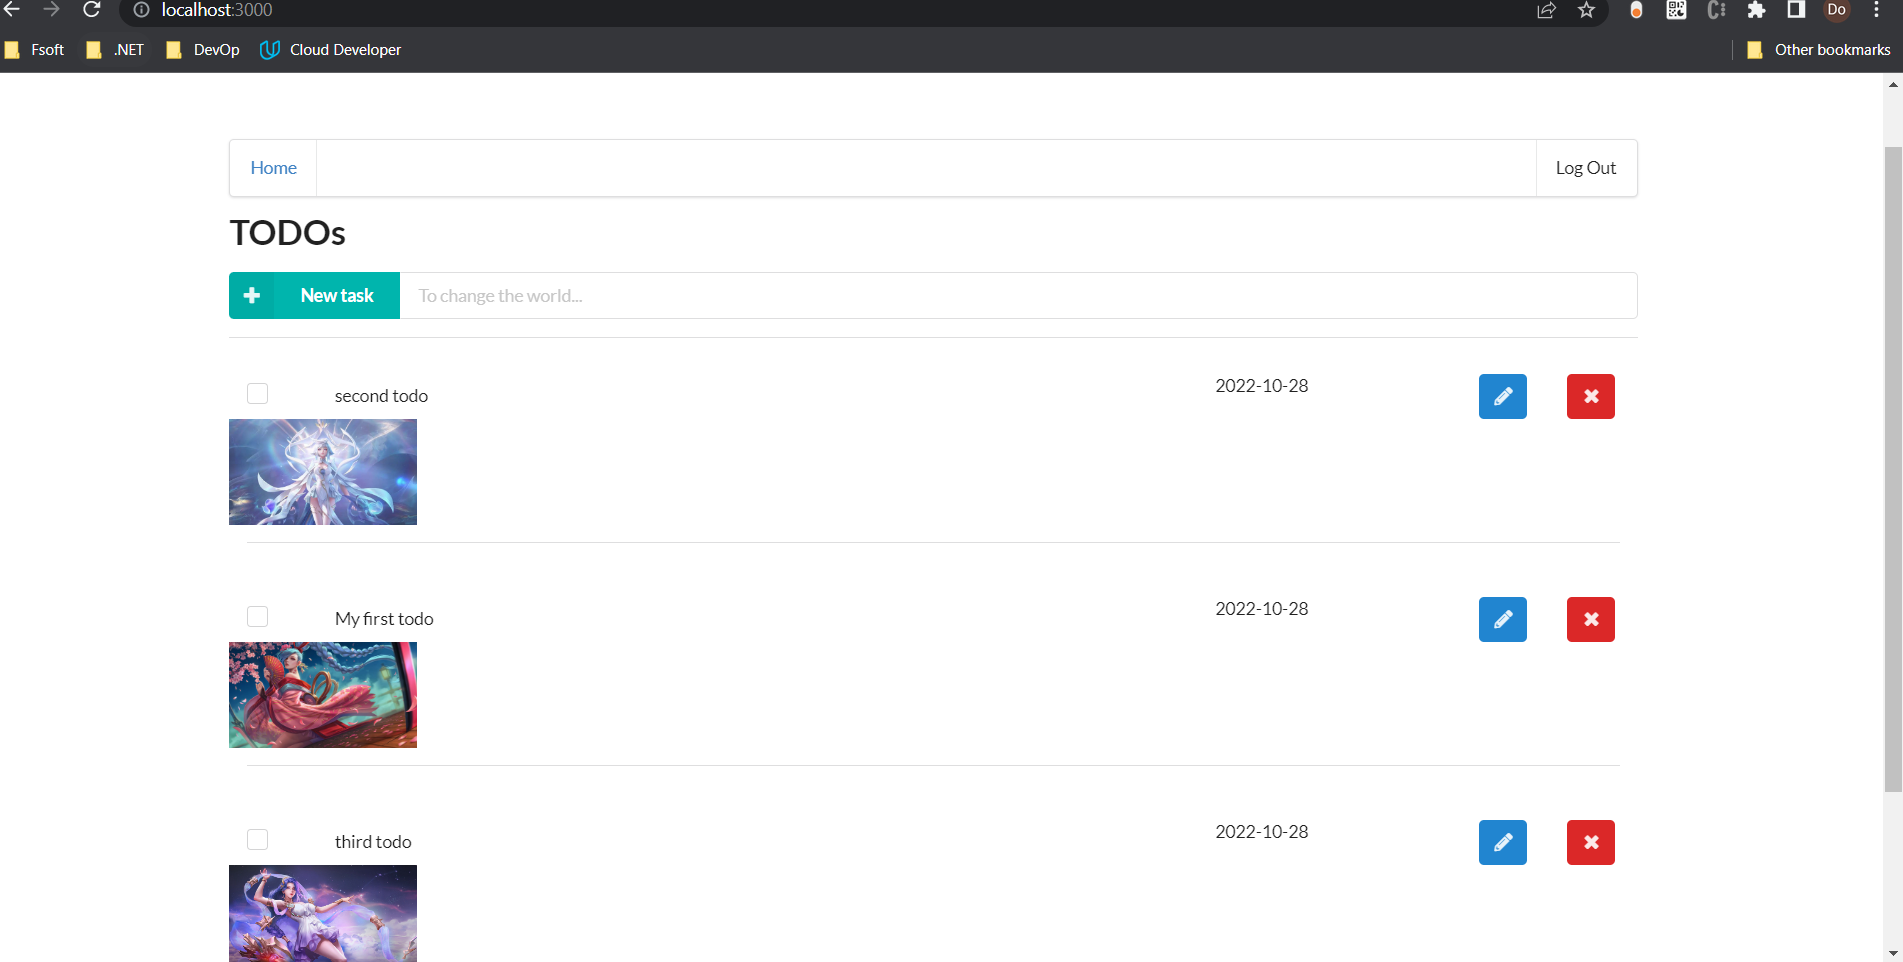 localhost:3000
Do
Fsoft
.NET
DevOp
Cloud Developer
Other bookmarks
Home
Log Out
TODOs
New task
To change the world...
second todo
2022-10-28
My first todo
2022-10-28
third todo
2022-10-28